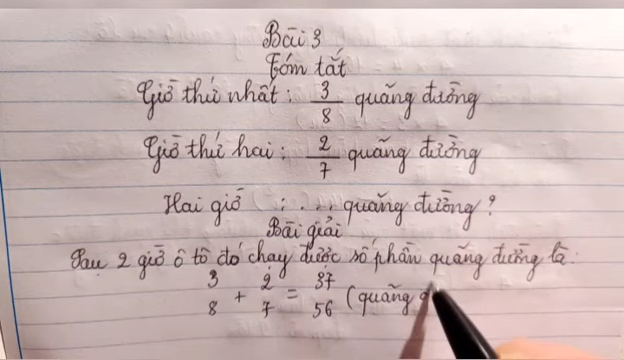 Bài 3
Tóm tắt
Giờ thứ nhất: 3/8 quãng đường
Giờ thứ hai: 2/7 quãng đường
Hai giờ : ... quãng đường?
Bài giải
Sau 2 giờ ô tô đó chạy được số phần quãng đường là:
3/8 + 2/7 = 37/56 (quãng